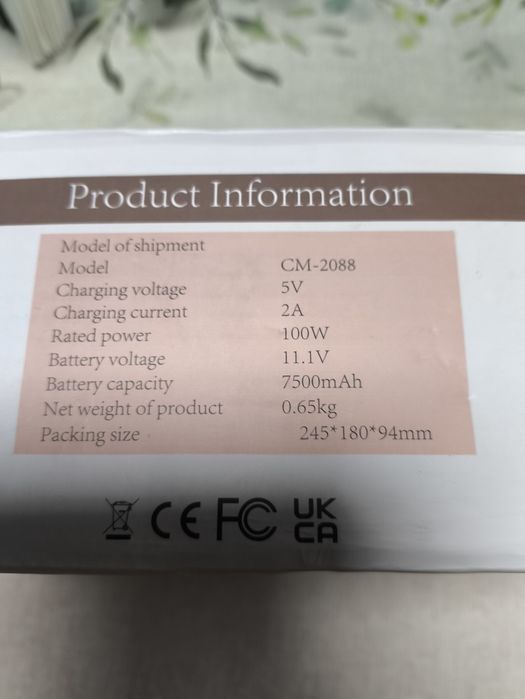 Product Information
Model of shipment
Model CM-2088
Charging voltage 5V
Charging current 2A
Rated power 100W
Battery voltage 11.1V
Battery capacity 7500mAh
Net weight of product 0.65kg
Packing size 245*180*94mm
CE FC UK
CA